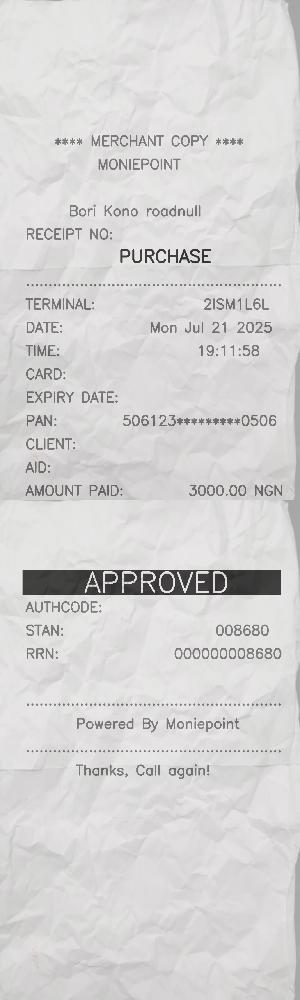 **** MERCHANT COPY ****
MONIEPOINT
Bori Kono roadnull
RECEIPT NO:
PURCHASE
TERMINAL: 2ISM1L6L
DATE: Mon Jul 21 2025
TIME: 19:11:58
CARD:
EXPIRY DATE:
PAN: 506123*********0506
CLIENT:
AID:
AMOUNT PAID: 3000.00 NGN
APPROVED
AUTHCODE:
STAN: 008680
RRN: 000000008680
Powered By Moniepoint
Thanks, Call again!